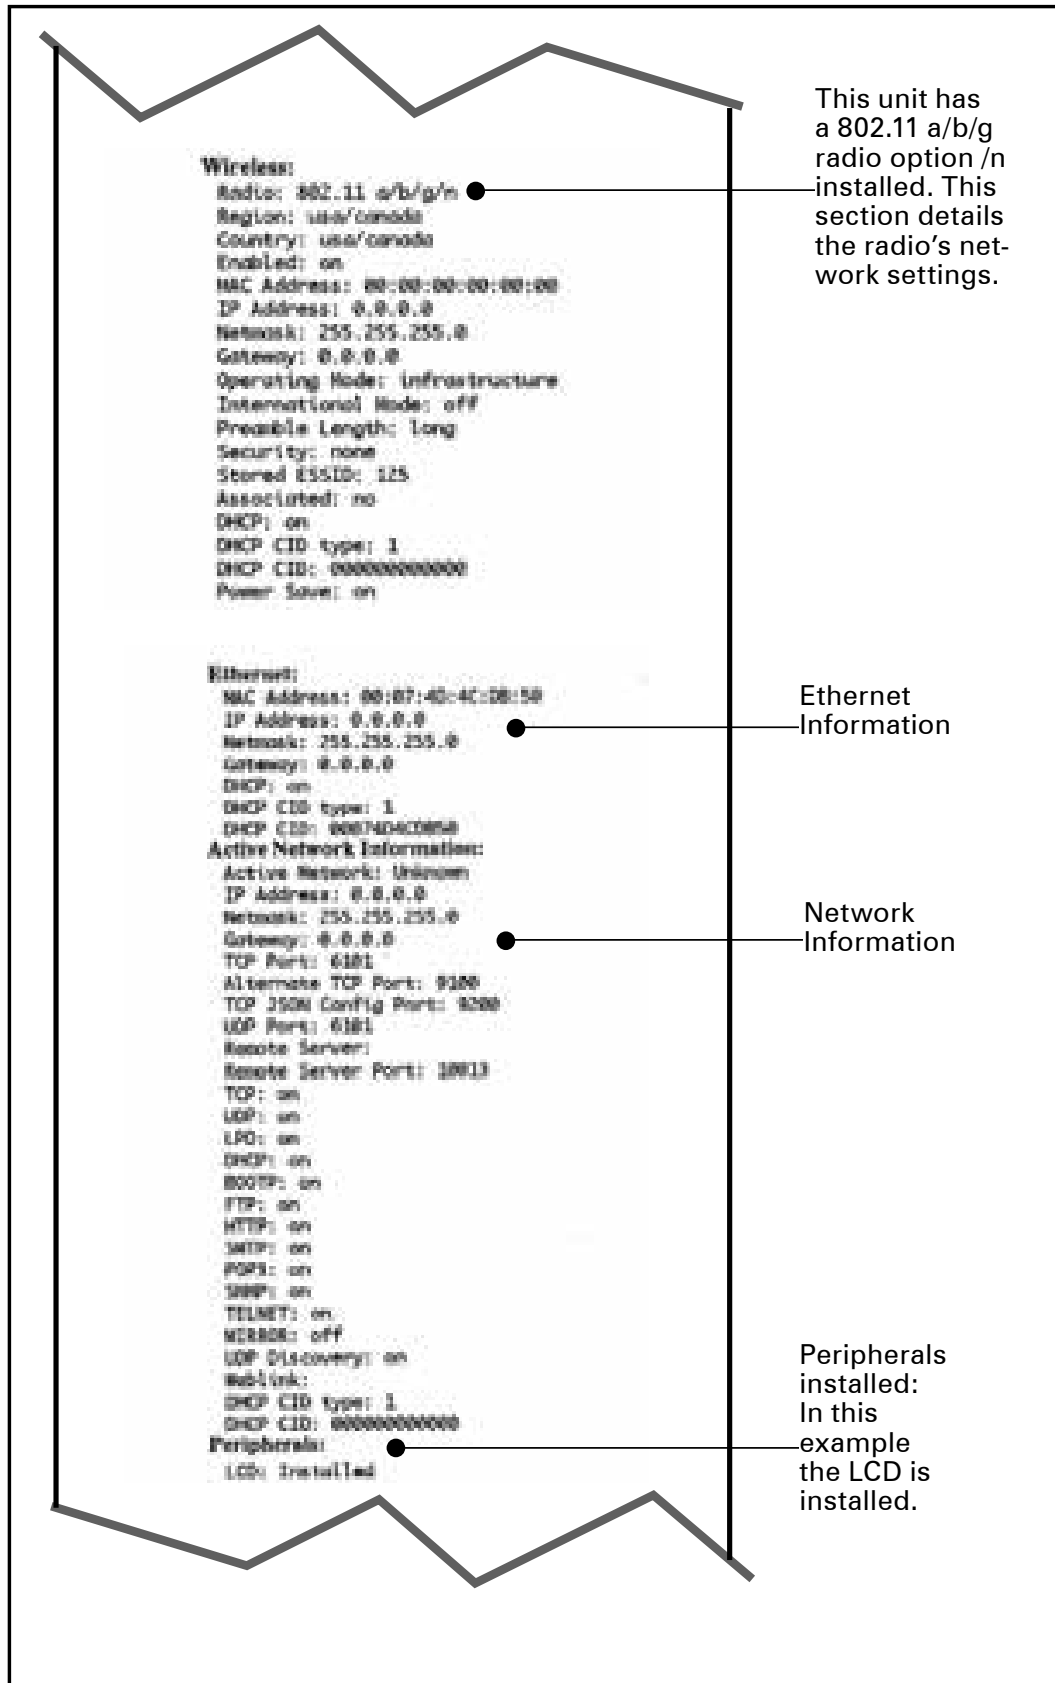 This unit has
a 802.11 a/b/g
radio option /n
installed. This
section details
the radio's net-
work settings.
Wireless:
Radio: 802.11 a/b/g/n
Region: usa/canada
Country: usa/canada
Enabled: on
MAC Address: 00:00:00:00:00:00
IP Address: 0.0.0.0
Netmask: 255.255.255.0
Gateway: 0.0.0.0
Operating Mode: infrastructure
International Mode: off
Preamble Length: long
Security: none
Stored ESSID: 125
Associated: no
DHCP: on
DHCP CID type: 1
DHCP CID: 000000000000
Power Save: on
Ethernet:
MAC Address: 00:07:4D:4C:DB:50
IP Address: 0.0.0.0
Netmask: 255.255.255.0
Gateway: 0.0.0.0
DHCP: on
DHCP CID type: 1
DHCP CID: 00074D4CDB50
Ethernet
Information
Active Network Information:
Active Network: Unknown
IP Address: 0.0.0.0
Netmask: 255.255.255.0
Gateway: 0.0.0.0
TCP Port: 6101
Alternate TCP Port: 9100
TCP JSON Config Port: 9200
UDP Port: 6101
Remote Server:
Remote Server Port: 10013
TCP: on
UDP: on
LPD: on
DHCP: on
BOOTP: on
FTP: on
HTTP: on
SMTP: on
POP3: on
SNMP: on
TELNET: on
MIRROR: off
UDP Discovery: on
Weblink:
DHCP CID type: 1
DHCP CID: 000000000000
Network
Information
Peripherals:
LCD: Installed
Peripherals
installed:
In this
example
the LCD is
installed.